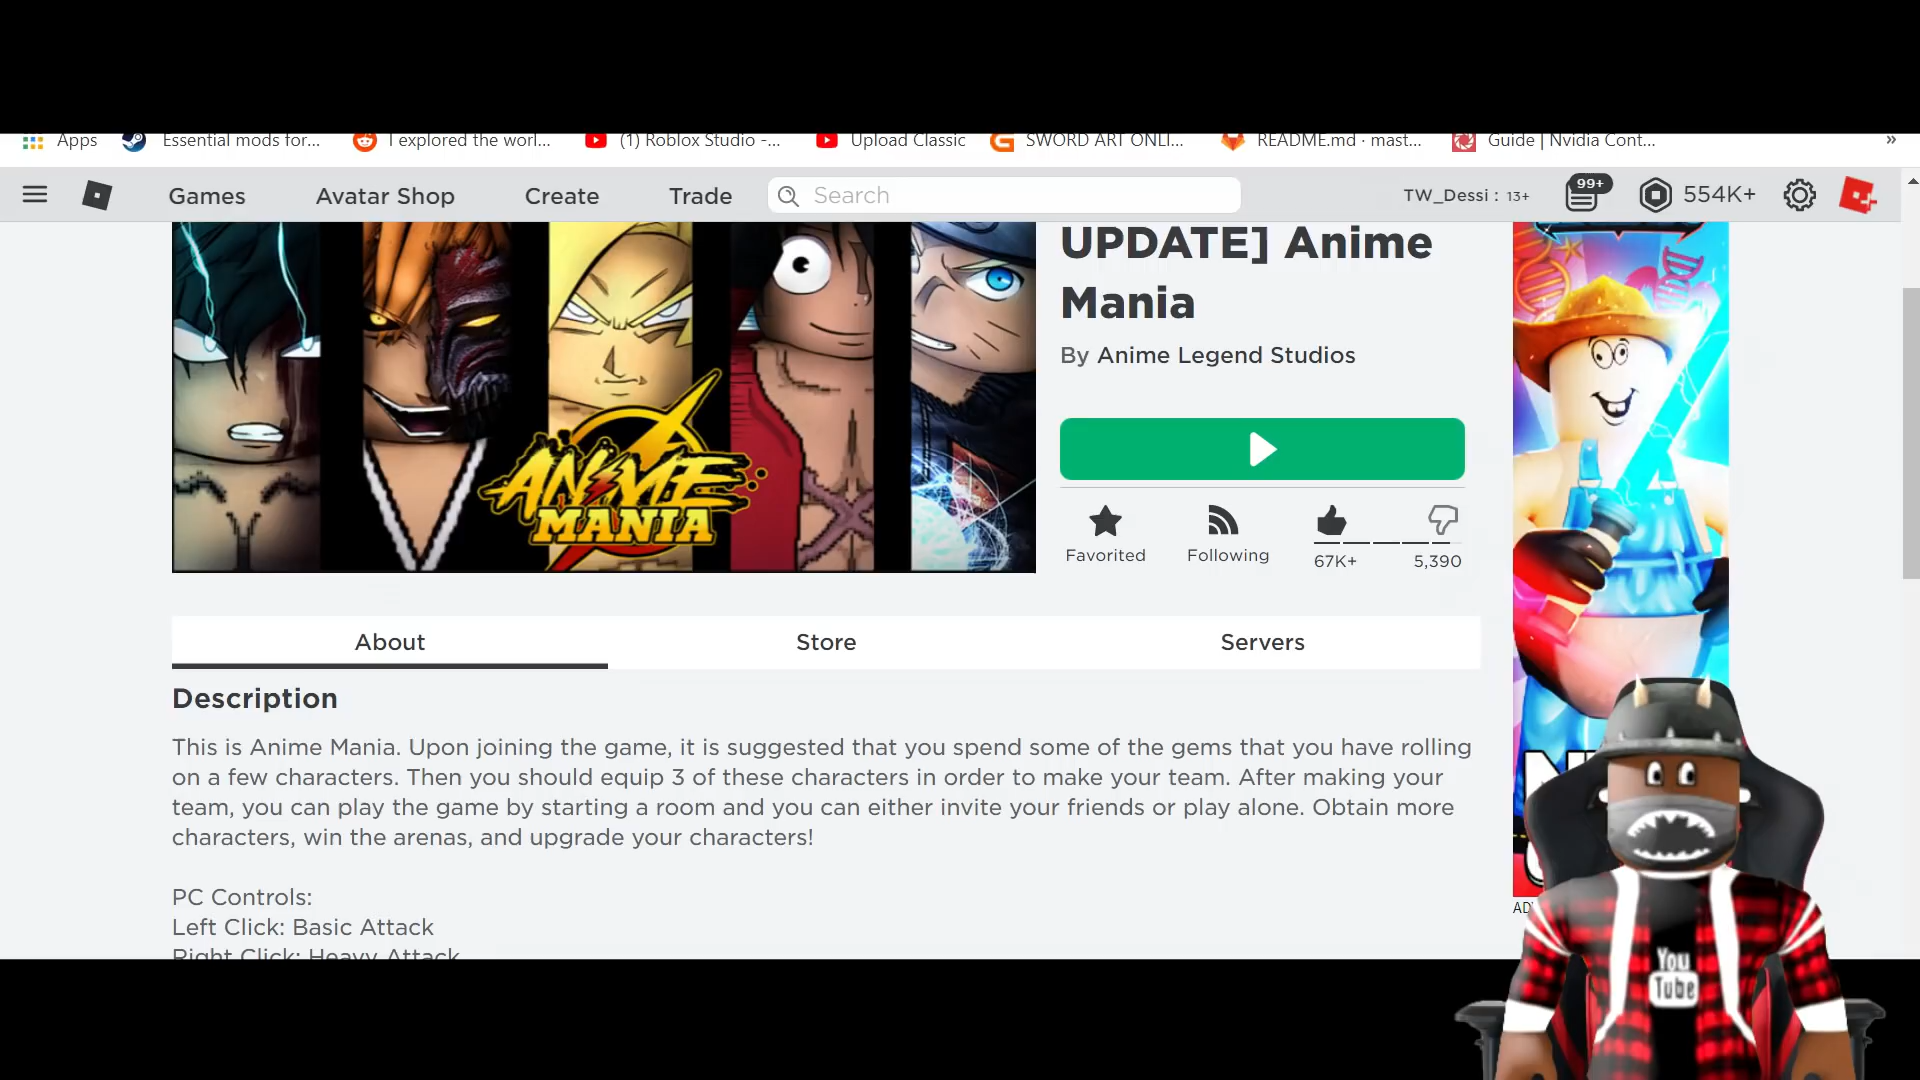 Apps Essential mods for... I explored the worl... (1) Roblox Studio -... Upload Classic SWORD ART ONLI... README.md · mast... Guide | Nvidia Cont... »
Games Avatar Shop Create Trade Search TW_Dessi : 13+ 99+ 554K+
UPDATE] Anime
Mania
By Anime Legend Studios
ANIME
MANIA
Favorited Following 67K+ 5,390
About Store Servers
Description
This is Anime Mania. Upon joining the game, it is suggested that you spend some of the gems that you have rolling
on a few characters. Then you should equip 3 of these characters in order to make your team. After making your
team, you can play the game by starting a room and you can either invite your friends or play alone. Obtain more
characters, win the arenas, and upgrade your characters!
PC Controls:
Left Click: Basic Attack
Right Click: Heavy Attack
You
Tube